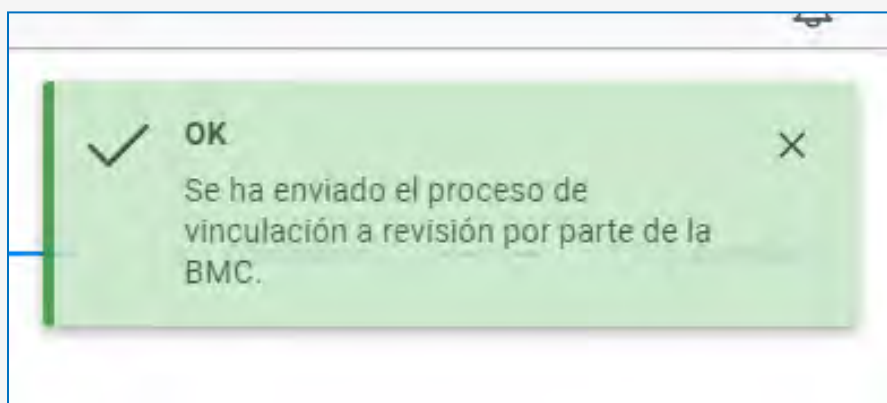 OK
Se ha enviado el proceso de
vinculación a revisión por parte de la
BMC.